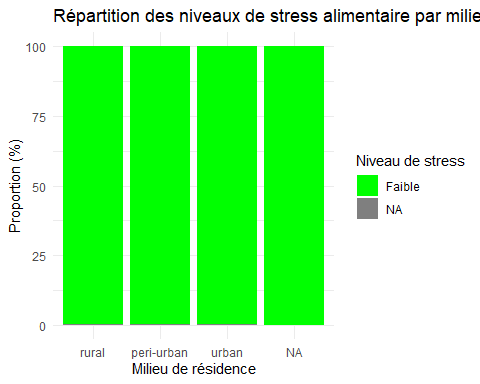 Répartition des niveaux de stress alimentaire par milie
100
75
50
25
0
Proportion (%)
rural
peri-urban
urban
NA
Milieu de résidence
Niveau de stress
Faible
NA